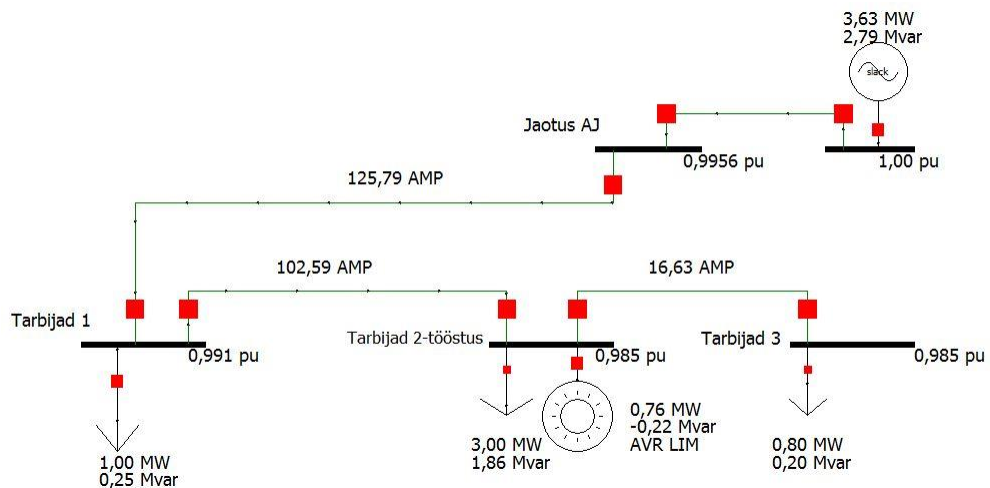 3,63 MW
2,79 Mvar
slack
Jaotus AJ
0,9956 pu
1,00 pu
125,79 AMP
102,59 AMP
16,63 AMP
Tarbijad 1
0,991 pu
Tarbijad 2-tööstus
0,985 pu
Tarbijad 3
0,985 pu
1,00 MW
0,25 Mvar
3,00 MW
1,86 Mvar
0,76 MW
-0,22 Mvar
AVR LIM
0,80 MW
0,20 Mvar